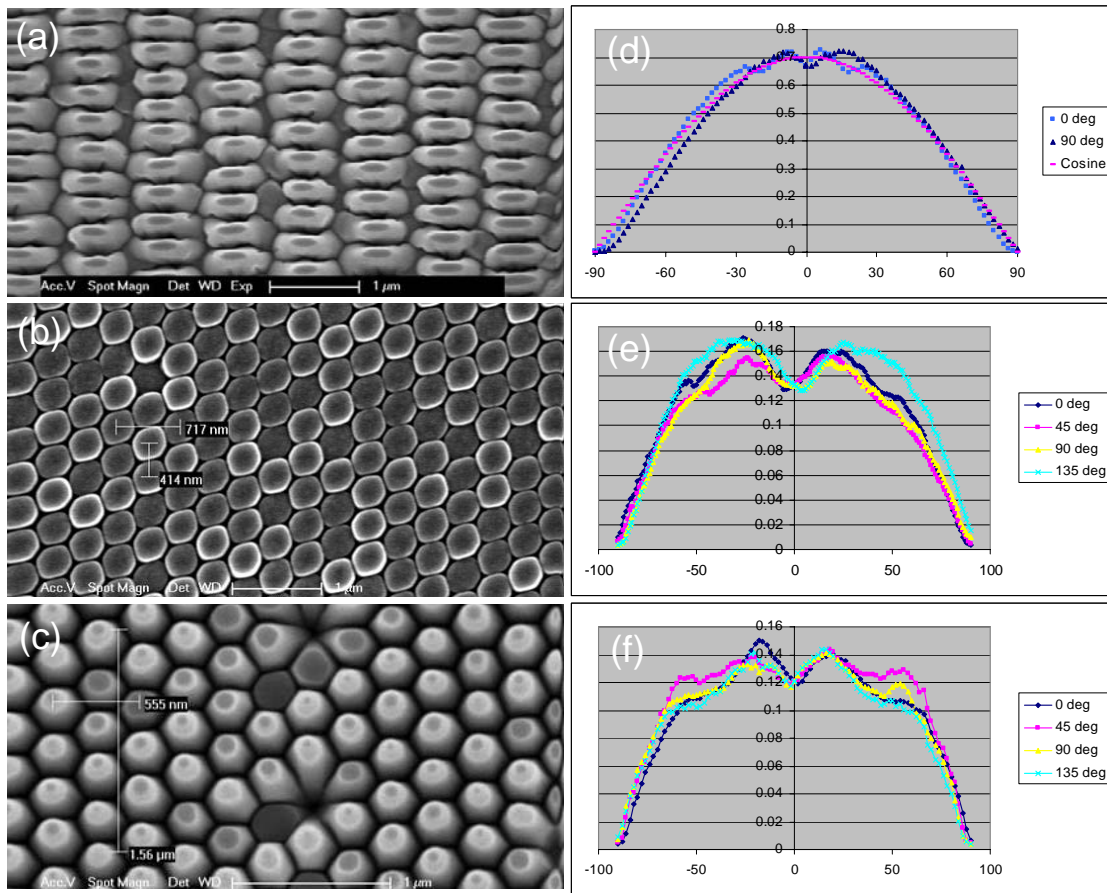 (a)
Acc.V Spot Magn Det WD Exp 1 μm
(d)
0.8
0.7
0.6
0.5
0.4
0.3
0.2
0.1
0
-90 -60 -30 0 30 60 90
0 deg
90 deg
Cosine
(b)
717 nm
414 nm
Acc.V Spot Magn Det WD 1 μm
(e)
0.18
0.16
0.14
0.12
0.1
0.08
0.06
0.04
0.02
0
-100 -50 0 50 100
0 deg
45 deg
90 deg
135 deg
(c)
555 nm
1.56 μm
Acc.V Spot Magn Det WD 1 μm
(f)
0.16
0.14
0.12
0.1
0.08
0.06
0.04
0.02
0
-100 -50 0 50 100
0 deg
45 deg
90 deg
135 deg